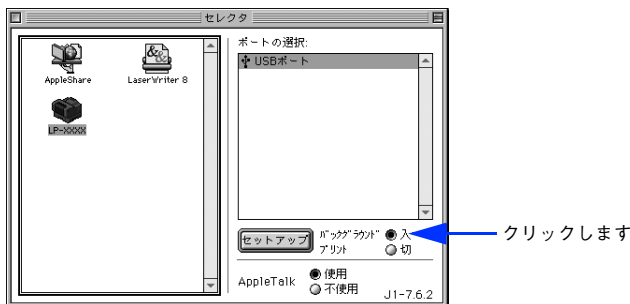 セレクタ
AppleShare
LaserWriter 8
LP-XXXX
ポートの選択:
USBポート
セットアップ
バックグラウンド
プリント
入
切
クリックします
AppleTalk
使用
不使用
J1-7.6.2